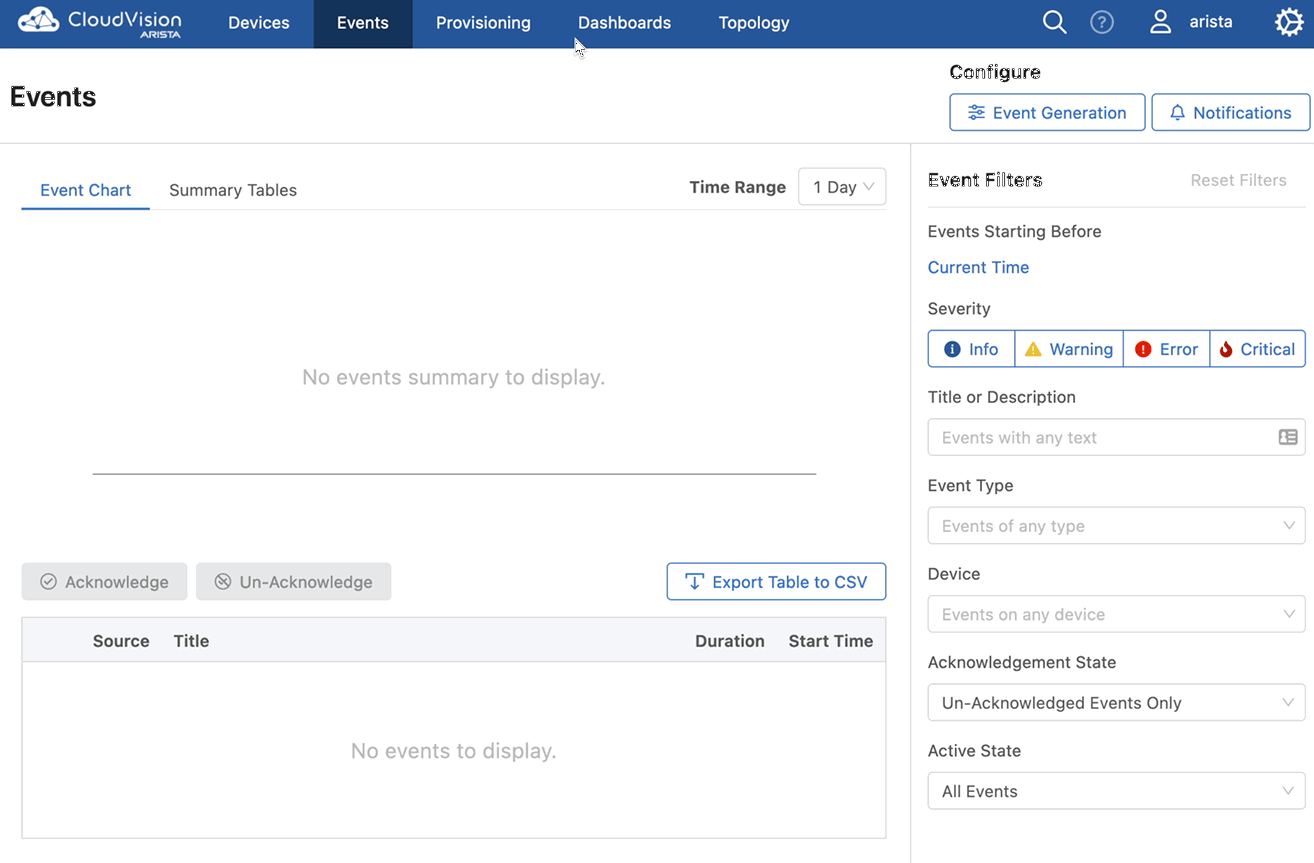 CloudVision
ARISTA
Devices
Events
Provisioning
Dashboards
Topology
?
arista
Events
Configure
Event Generation
Notifications
Event Chart
Summary Tables
Time Range
1 Day
No events summary to display.
Acknowledge
Un-Acknowledge
Export Table to CSV
Source
Title
Duration
Start Time
No events to display.
Event Filters
Reset Filters
Events Starting Before
Current Time
Severity
Info
Warning
Error
Critical
Title or Description
Events with any text
Event Type
Events of any type
Device
Events on any device
Acknowledgement State
Un-Acknowledged Events Only
Active State
All Events